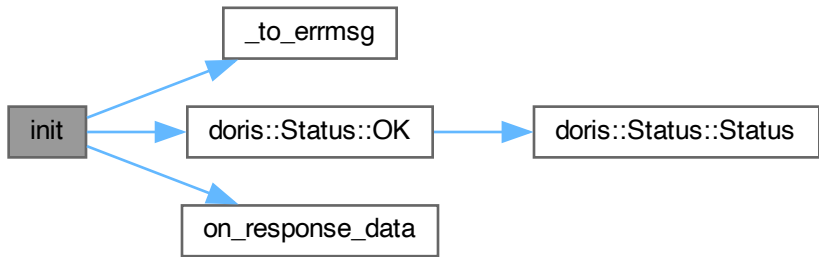 _to_errmsg
init
doris::Status::OK
doris::Status::Status
on_response_data